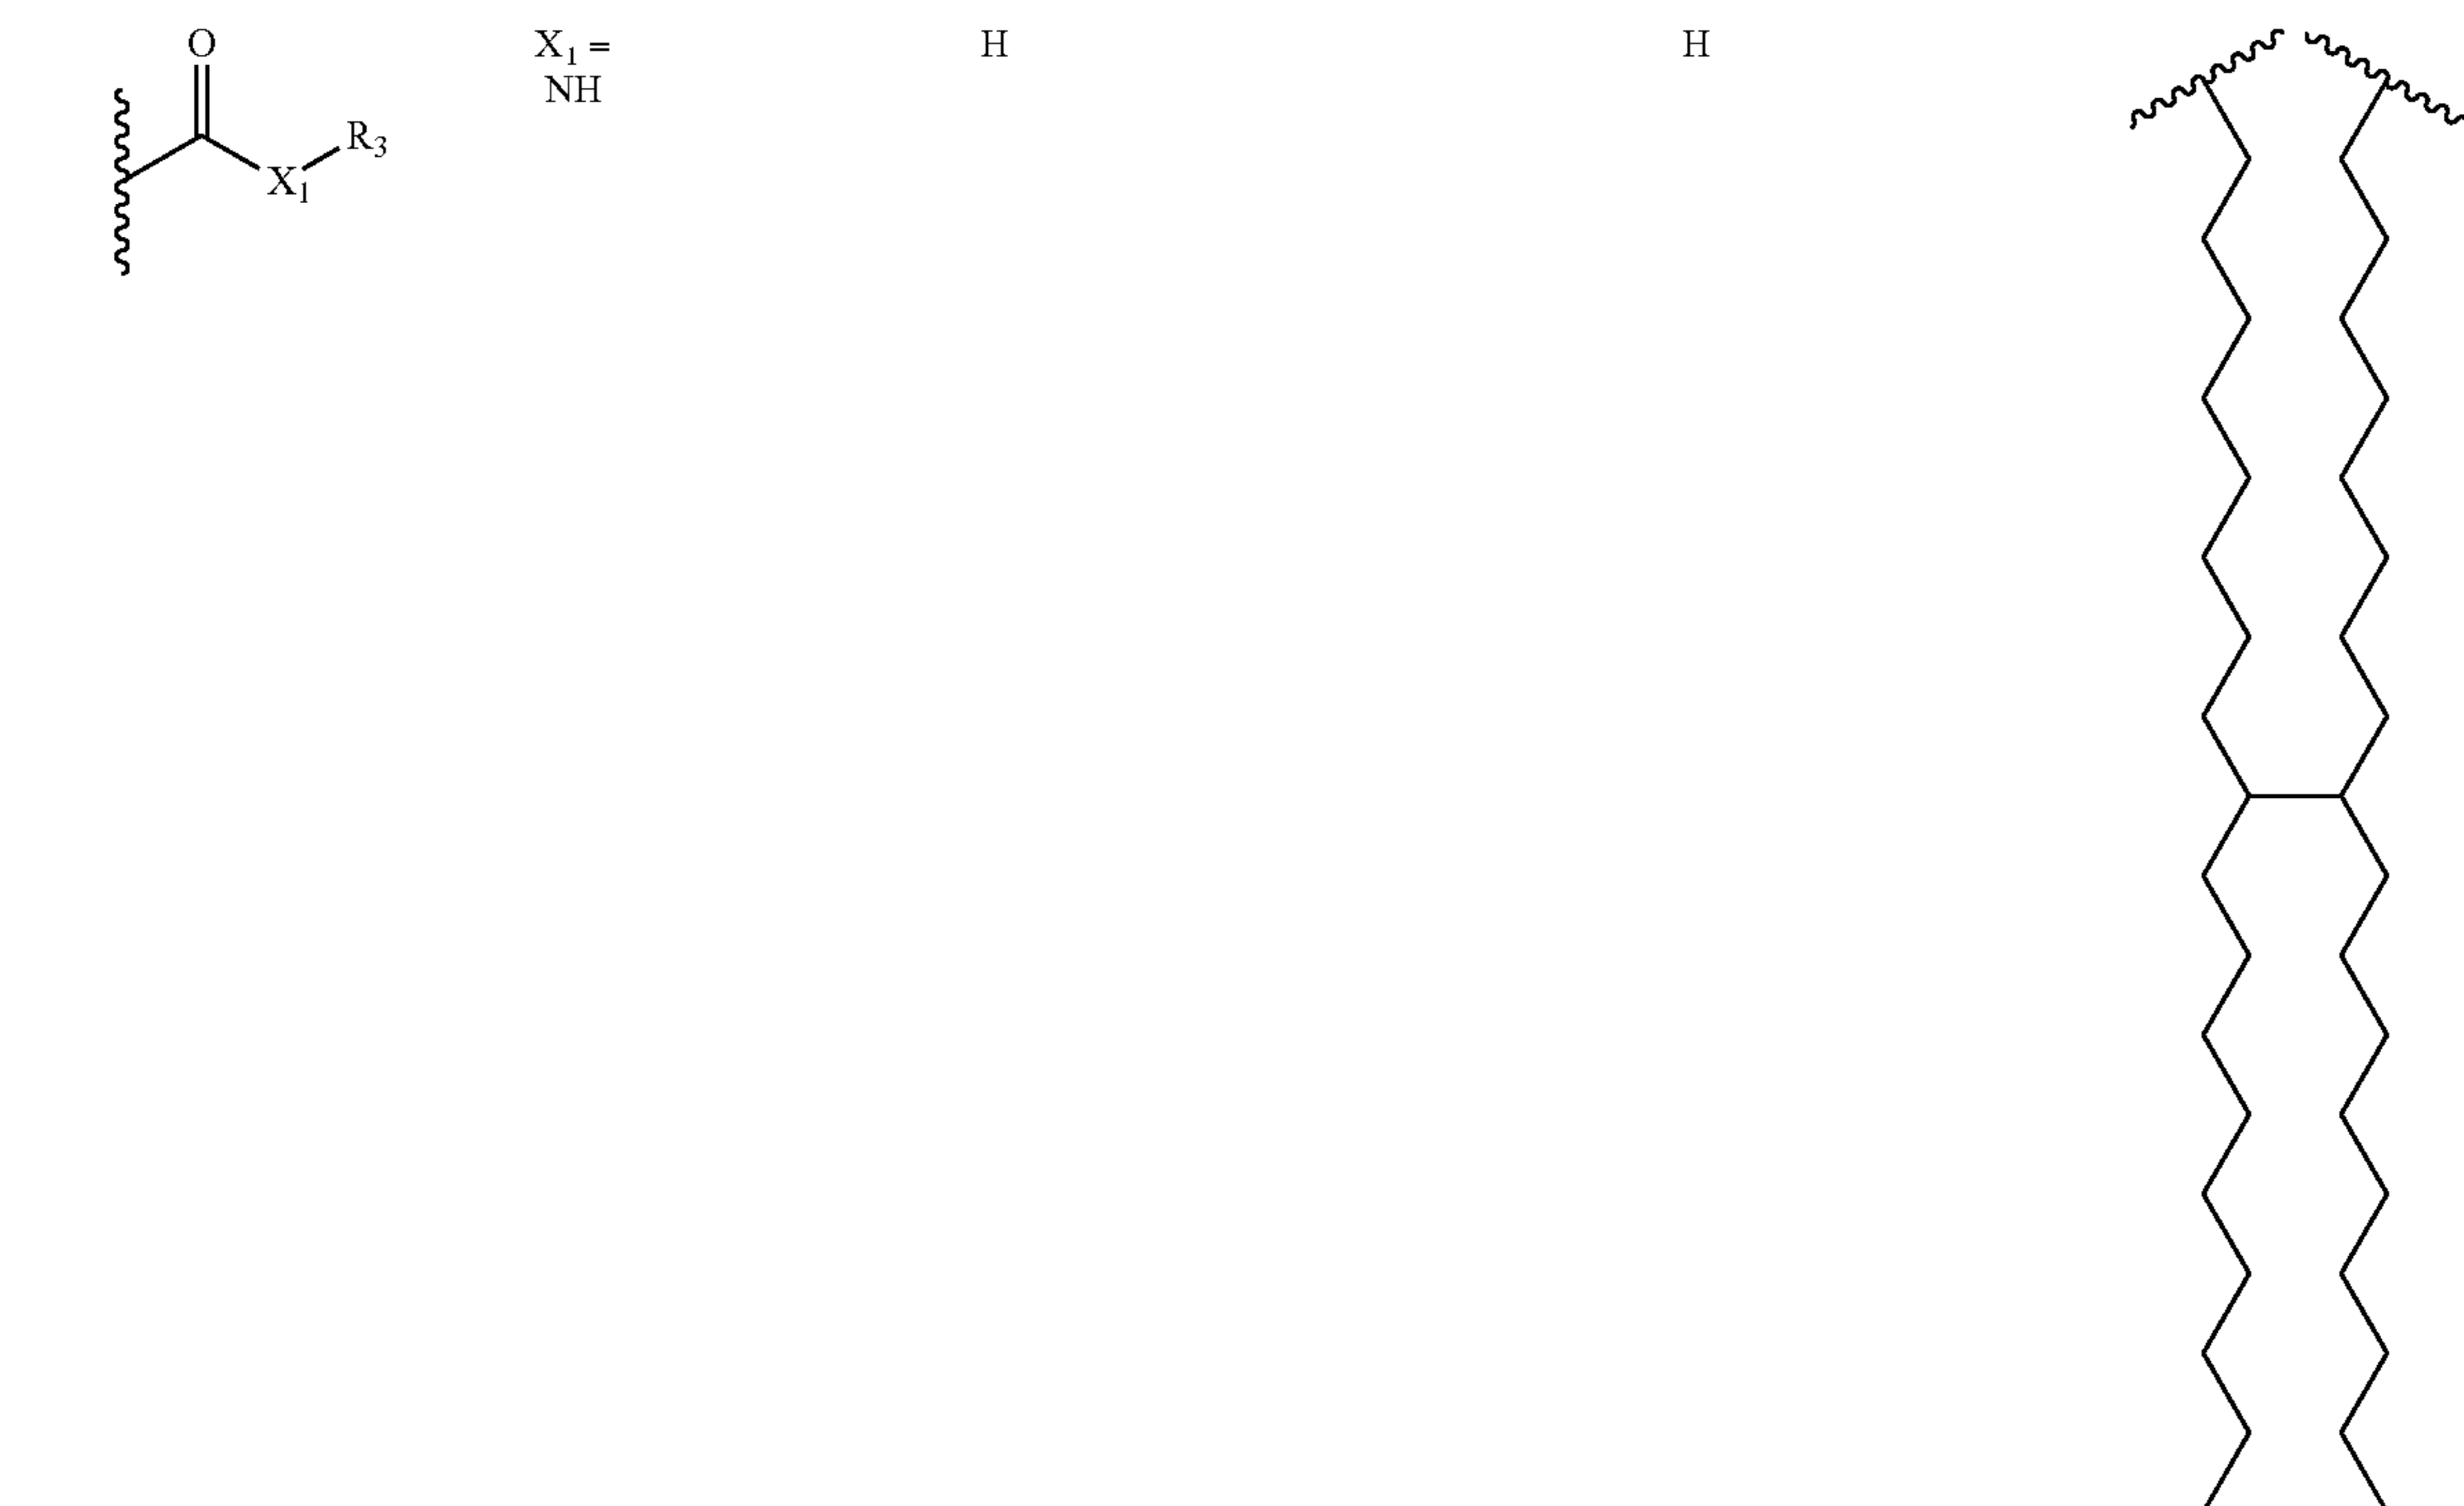 O
X₁ =
H
H
NH
R₃
X₁